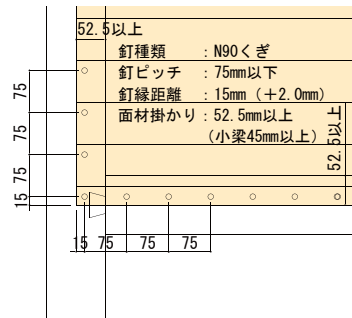 52.5以上
釘種類　：N90くぎ
釘ピッチ　：75mm以下
釘縁距離　：15mm（+2.0mm）
面材掛かり：52.5mm以上
（小梁45mm以上）
52.5以上
75
75
75
15
15
75
75
75